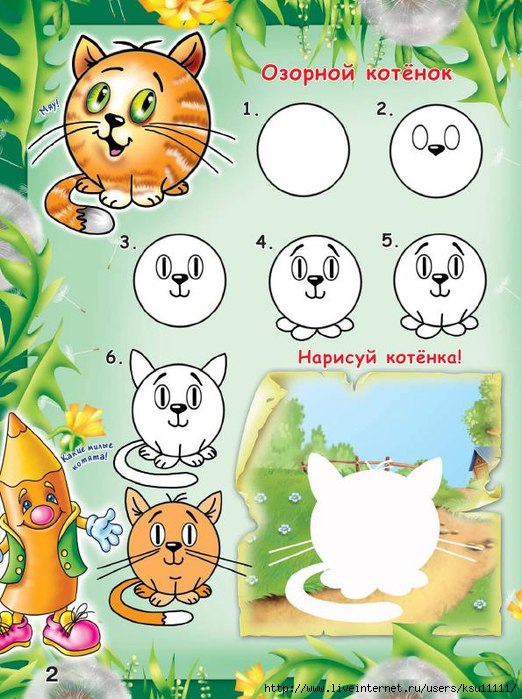 Озорной котёнок
Мяу!
1.
2.
3.
4.
5.
6.
Нарисуй котёнка!
Какие милые
котята!
2
http://www.liveinternet.ru/users/ksu11111/